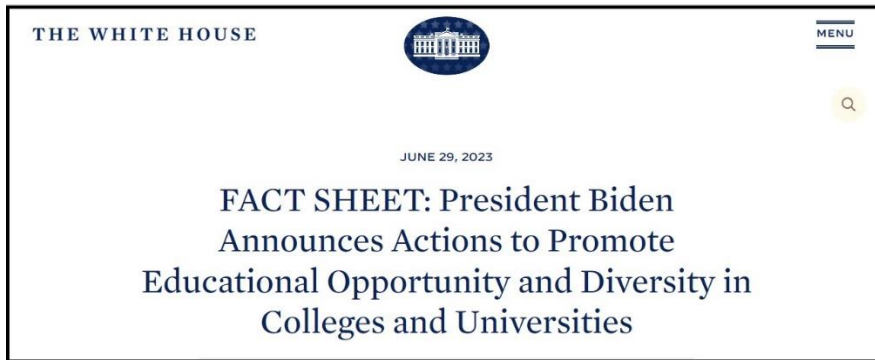 THE WHITE HOUSE
MENU
JUNE 29, 2023
FACT SHEET: President Biden
Announces Actions to Promote
Educational Opportunity and Diversity in
Colleges and Universities